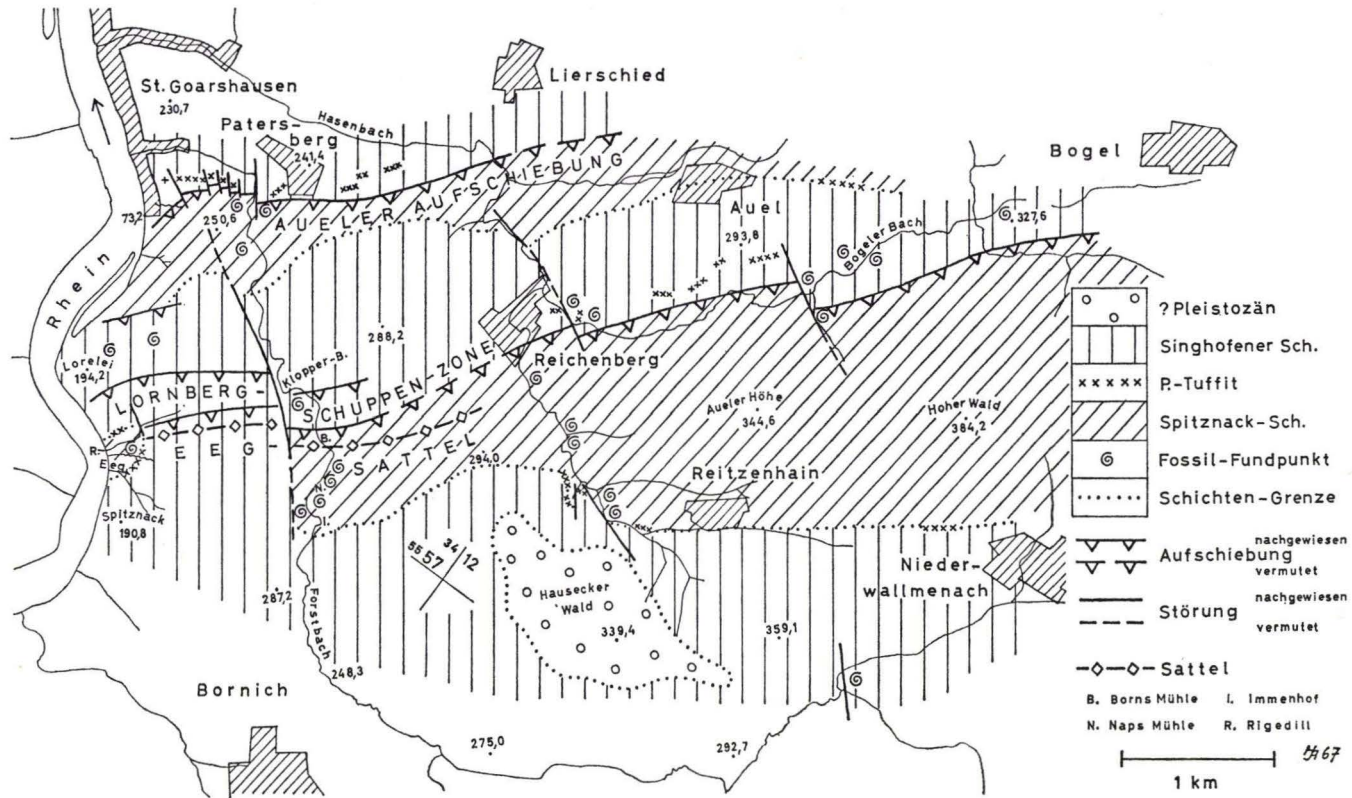 St. Goarshausen
230,7
Lierschied
Hasenbach
Paters-
berg
241,4
Bogel
AUELER AUFSCHIEBUNG
Auel
293,8
327,6
Bogeler Bach
73,2
250,6
Rhein
288,2
Klopper-B.
Reichenberg
Lorelei
194,2
LORNBERG-
SCHUPPEN-ZONE
Aueler Höhe
344,6
Hoher Wald
384,2
EEG-
SATTEL
B.
R.
Eeg
294,0
N.
I.
Reitzenhain
Spitznack
190,8
55 57
34 12
Hausecker
Wald
339,4
Nieder-
wallmenach
287,2
Forstbach
359,1
248,3
Bornich
275,0
292,7
? Pleistozän
Singhofener Sch.
P.-Tuffit
Spitznack-Sch.
Fossil-Fundpunkt
Schichten-Grenze
nachgewiesen
Aufschiebung
vermutet
nachgewiesen
Störung
vermutet
Sattel
B. Borns Mühle I. Immenhof
N. Naps Mühle R. Rigedill
1 km
67